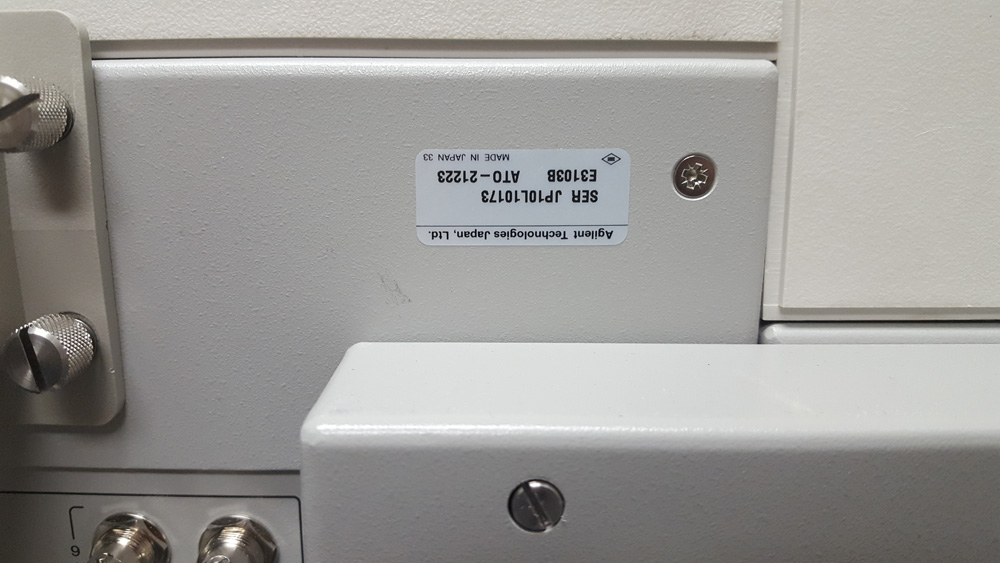 Agilent Technologies Japan, Ltd.
SER JP10L10173
E3103B ATO-21223
MADE IN JAPAN 33
9